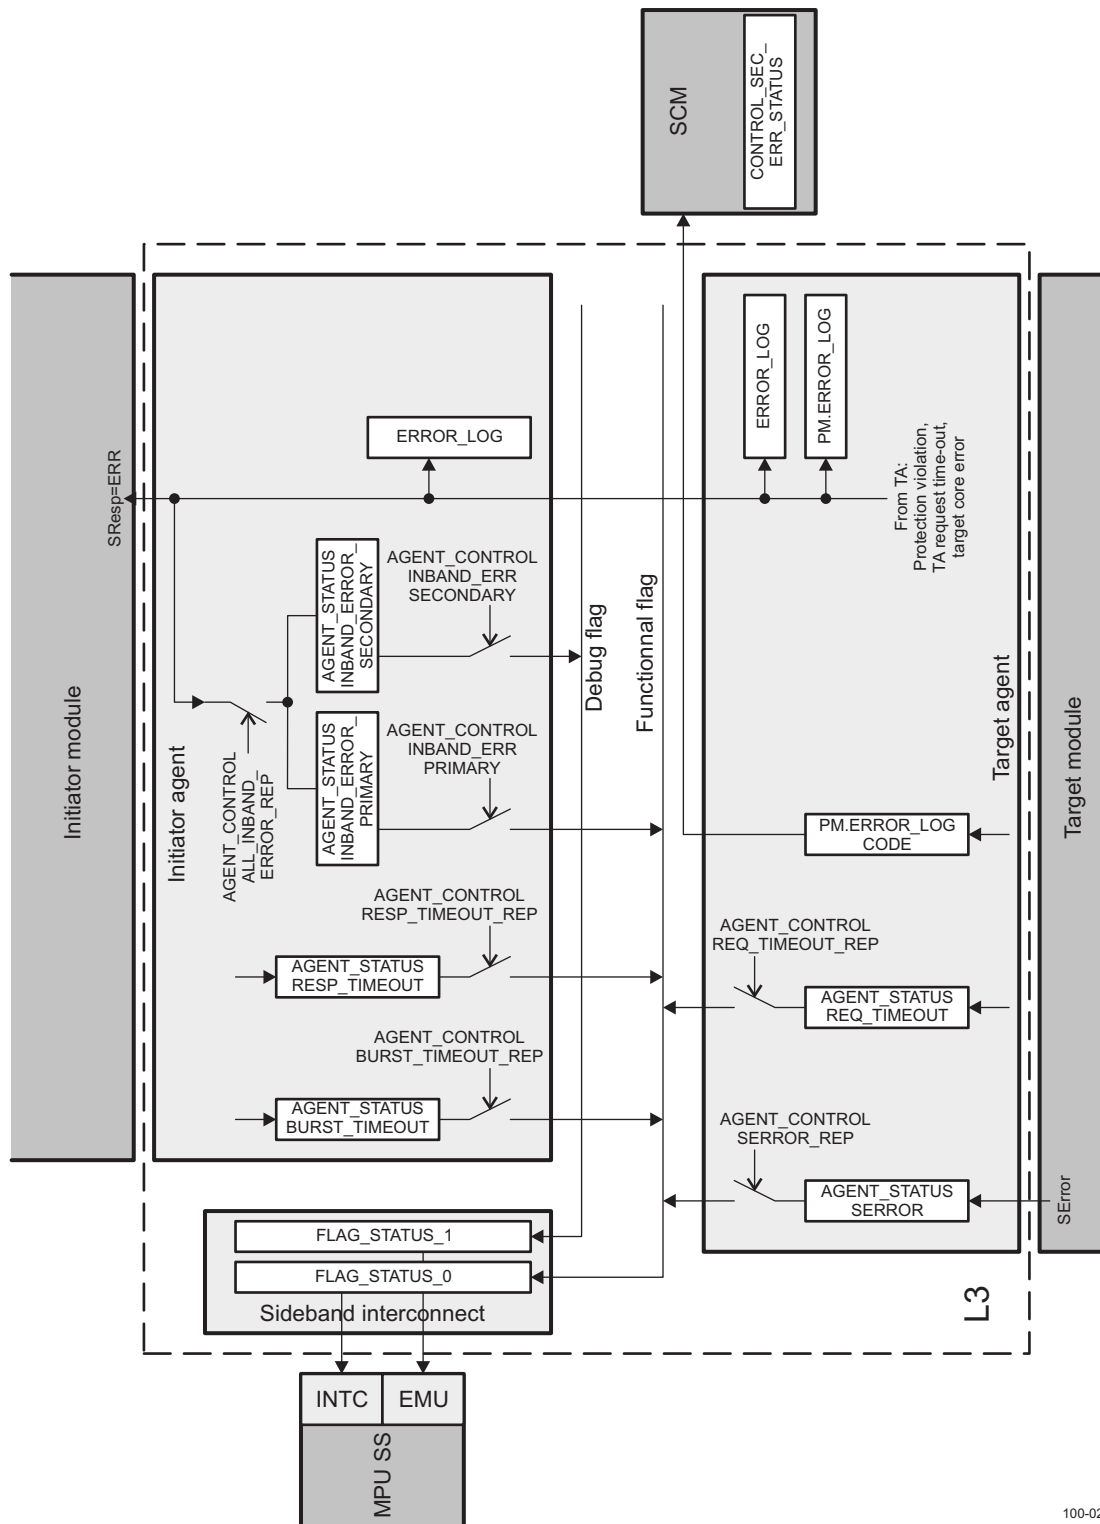 SCM
CONTROL_SEC_
ERR_STATUS
Initiator module
SResp=ERR
Initiator agent
ERROR_LOG
AGENT_STATUS
INBAND_ERROR_
SECONDARY
AGENT_CONTROL
INBAND_ERR
SECONDARY
AGENT_CONTROL
ALL_INBAND_
ERROR_REP
AGENT_STATUS
INBAND_ERROR_
PRIMARY
AGENT_CONTROL
INBAND_ERR
PRIMARY
AGENT_CONTROL
RESP_TIMEOUT_REP
AGENT_STATUS
RESP_TIMEOUT
AGENT_CONTROL
BURST_TIMEOUT_REP
AGENT_STATUS
BURST_TIMEOUT
Debug flag
Functionnal flag
ERROR_LOG
PM.ERROR_LOG
From TA:
Protection violation,
TA request time-out,
target core error
Target agent
PM.ERROR_LOG
CODE
AGENT_CONTROL
REQ_TIMEOUT_REP
AGENT_STATUS
REQ_TIMEOUT
AGENT_CONTROL
SERROR_REP
AGENT_STATUS
SERROR
SError
Target module
FLAG_STATUS_1
FLAG_STATUS_0
Sideband interconnect
L3
INTC
EMU
MPU SS
100-02